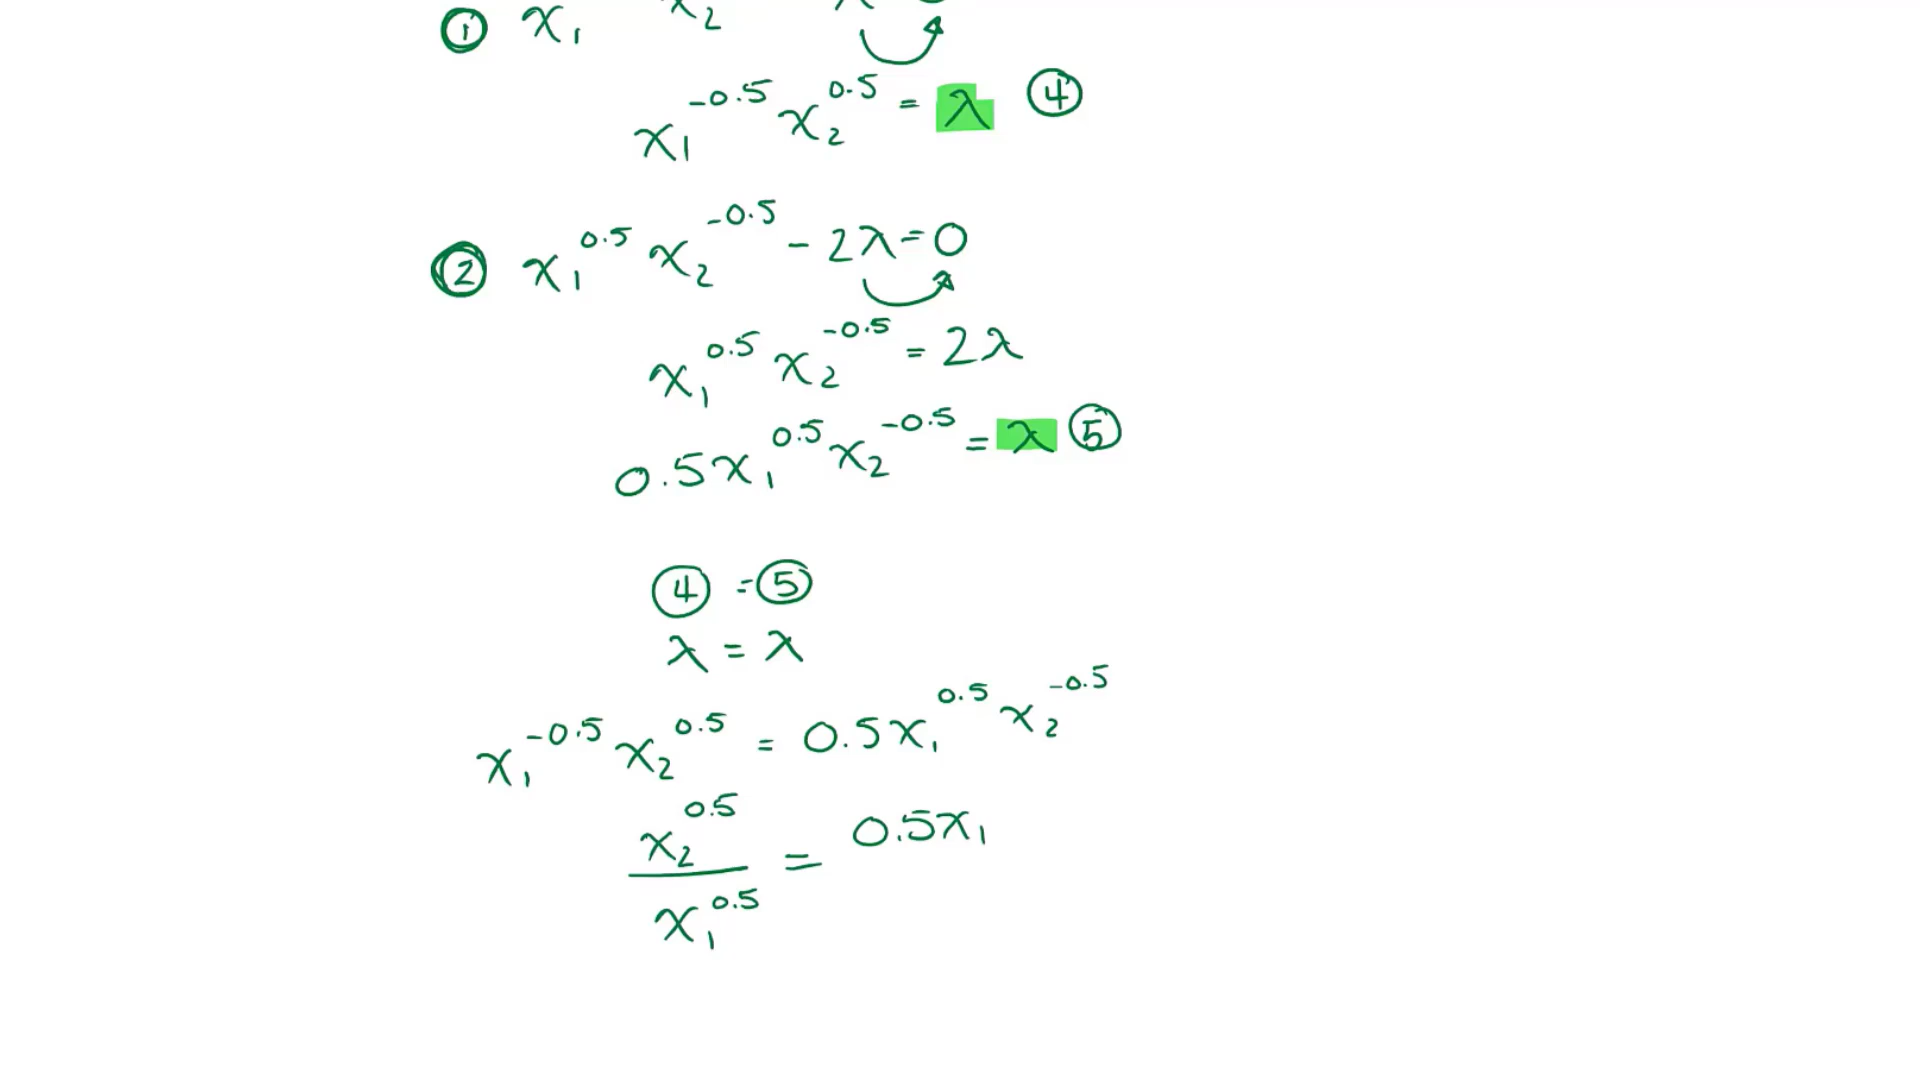 ① x₁ x₂ λ
x₁^-0.5 x₂^0.5 = λ ④
② x₁^0.5 x₂^-0.5 - 2λ = 0
x₁^0.5 x₂^-0.5 = 2λ
0.5x₁^0.5 x₂^-0.5 = λ ⑤
④ = ⑤
λ = λ
x₁^-0.5 x₂^0.5 = 0.5x₁^0.5 x₂^-0.5
x₂^0.5 / x₁^0.5 = 0.5x₁